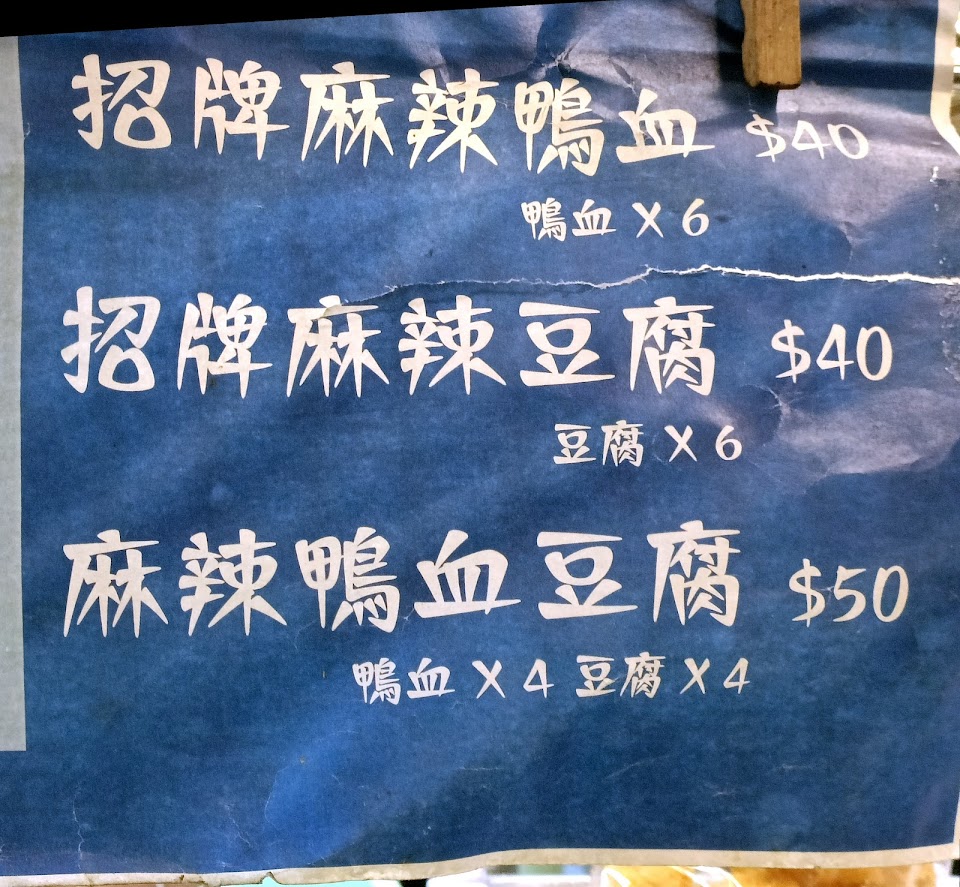 招牌麻辣鴨血 $40
鴨血 X 6
招牌麻辣豆腐 $40
豆腐 X 6
麻辣鴨血豆腐 $50
鴨血 X 4 豆腐 X 4